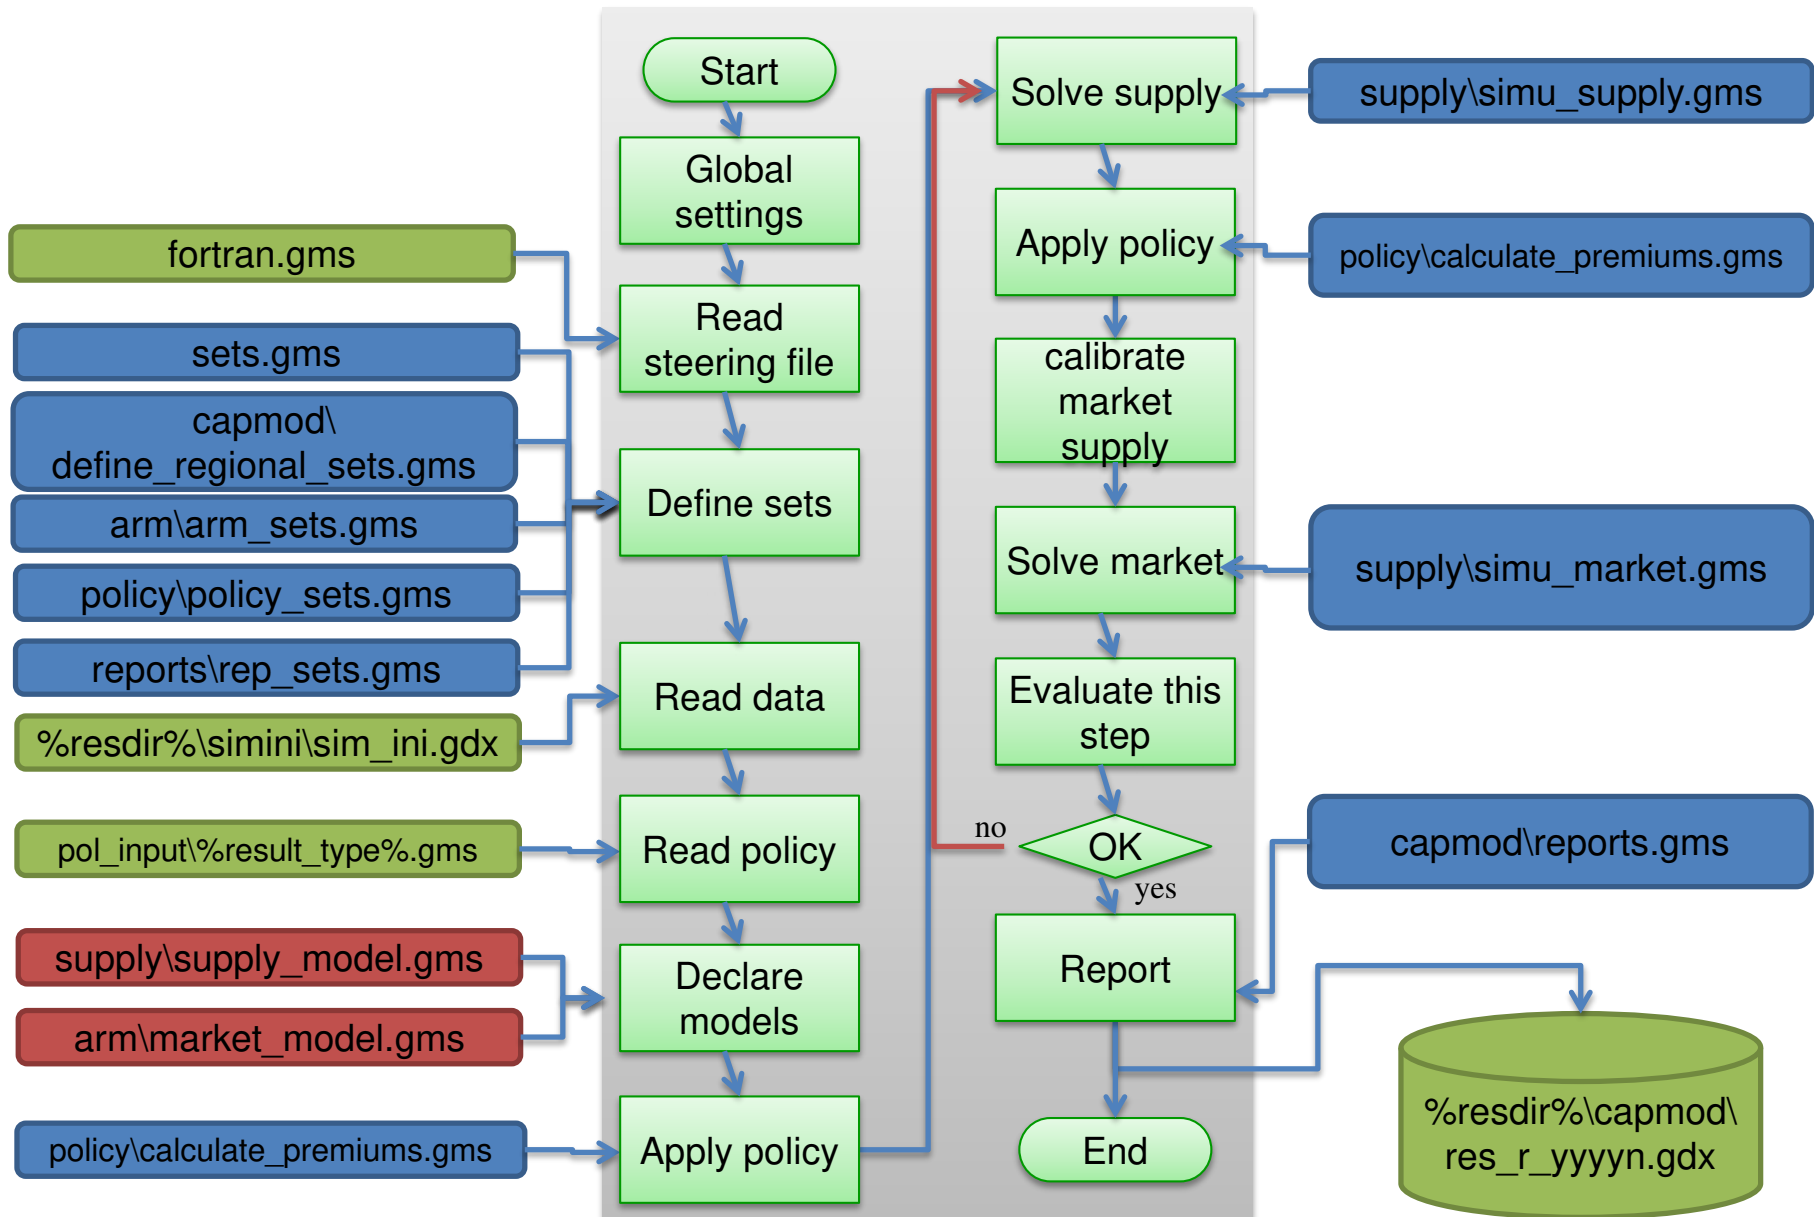 Start
Global
settings
fortran.gms
Read
steering file
sets.gms
capmod\
define_regional_sets.gms
arm\arm_sets.gms
policy\policy_sets.gms
reports\rep_sets.gms
Define sets
%resdir%\simini\sim_ini.gdx
Read data
pol_input\%result_type%.gms
Read policy
supply\supply_model.gms
arm\market_model.gms
Declare
models
policy\calculate_premiums.gms
Apply policy
Solve supply
supply\simu_supply.gms
Apply policy
policy\calculate_premiums.gms
calibrate
market
supply
Solve market
supply\simu_market.gms
Evaluate this
step
no
OK
yes
capmod\reports.gms
Report
End
%resdir%\capmod\
res_r_yyyyn.gdx